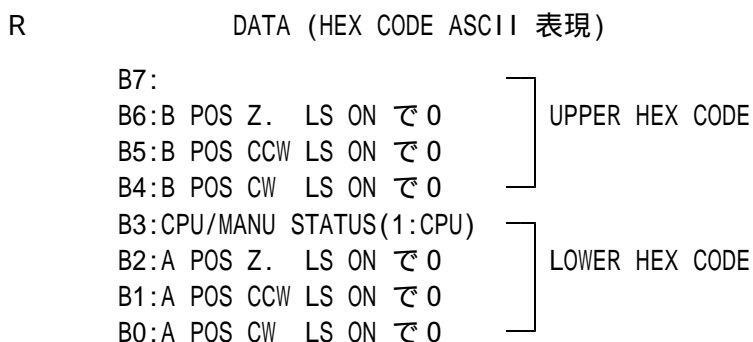 R DATA (HEX CODE ASCII 表現)
B7:
B6:B POS Z. LS ON で 0 UPPER HEX CODE
B5:B POS CCW LS ON で 0
B4:B POS CW LS ON で 0
B3:CPU/MANU STATUS(1:CPU)
B2:A POS Z. LS ON で 0 LOWER HEX CODE
B1:A POS CCW LS ON で 0
B0:A POS CW LS ON で 0